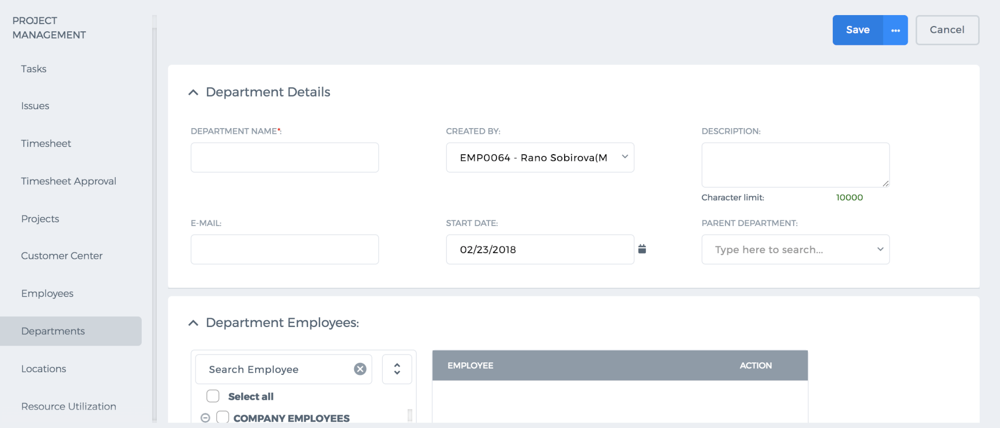 PROJECT
MANAGEMENT
Tasks
Issues
Timesheet
Timesheet Approval
Projects
Customer Center
Employees
Departments
Locations
Resource Utilization
Save ...
Cancel
Department Details
DEPARTMENT NAME*:
CREATED BY:
EMP0064 - Rano Sobirova(M
DESCRIPTION:
Character limit: 10000
E-MAIL:
START DATE:
02/23/2018
PARENT DEPARTMENT:
Type here to search...
Department Employees:
Search Employee
Select all
COMPANY EMPLOYEES
EMPLOYEE ACTION